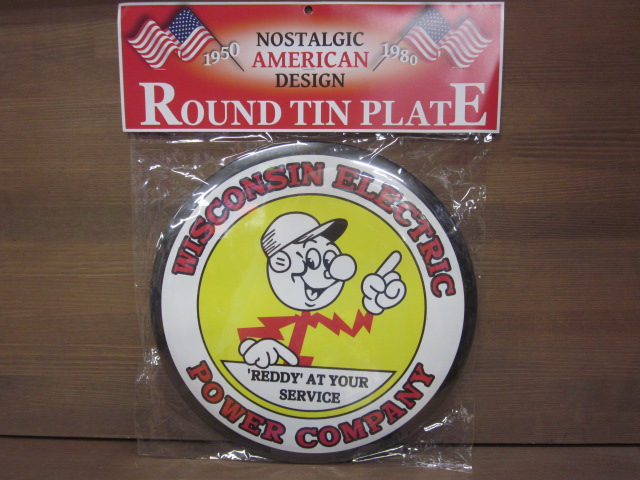 1950
NOSTALGIC
AMERICAN
DESIGN
1980
ROUND TIN PLATE
WISCONSIN ELECTRIC
'REDDY' AT YOUR
SERVICE
POWER COMPANY